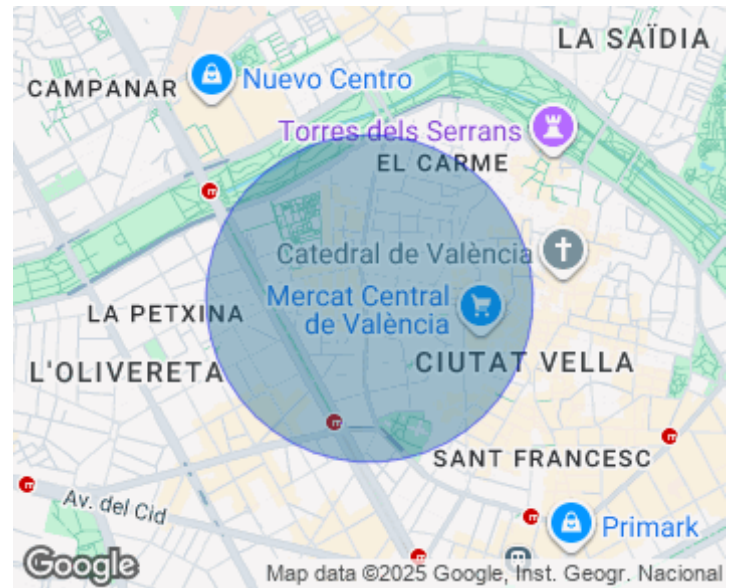 LA SAÏDIA
CAMPANAR
Nuevo Centro
Torres dels Serrans
EL CARME
Catedral de València
Mercat Central
de València
LA PETXINA
L'OLIVERETA
CIUTAT VELLA
SANT FRANCESC
Av. del Cid
Primark
Google
Map data ©2025 Google, Inst. Geogr. Nacional